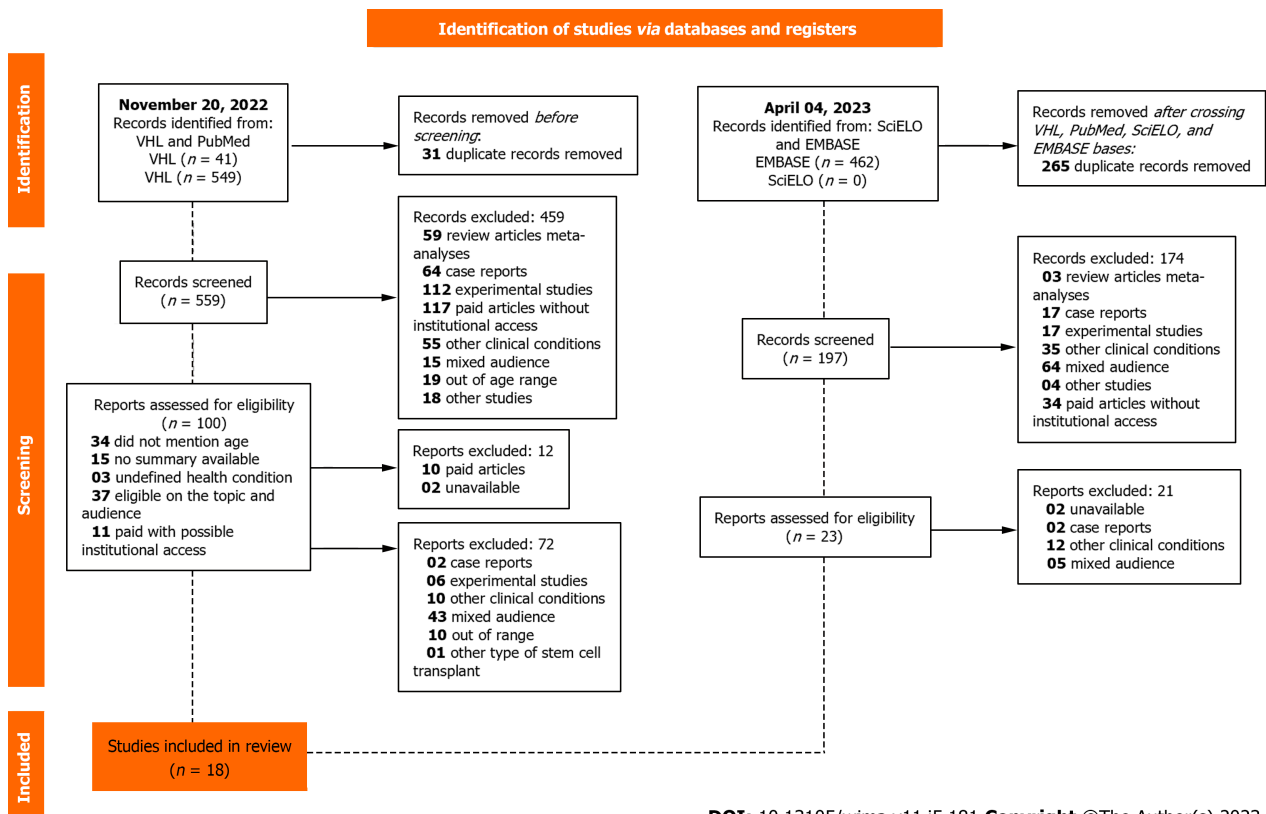 Identification of studies via databases and registers
Identification
November 20, 2022
Records identified from:
VHL and PubMed
VHL (n = 41)
VHL (n = 549)
Records removed before
screening:
31 duplicate records removed
April 04, 2023
Records identified from: SciELO
and EMBASE
EMBASE (n = 462)
SciELO (n = 0)
Records removed after crossing
VHL, PubMed, SciELO, and
EMBASE bases:
265 duplicate records removed
Screening
Records screened
(n = 559)
Records excluded: 459
59 review articles meta-
analyses
64 case reports
112 experimental studies
117 paid articles without
institutional access
55 other clinical conditions
15 mixed audience
19 out of age range
18 other studies
Records screened
(n = 197)
Records excluded: 174
03 review articles meta-
analyses
17 case reports
17 experimental studies
35 other clinical conditions
64 mixed audience
04 other studies
34 paid articles without
institutional access
Reports assessed for eligibility
(n = 100)
34 did not mention age
15 no summary available
03 undefined health condition
37 eligible on the topic and
audience
11 paid with possible
institutional access
Reports excluded: 12
10 paid articles
02 unavailable
Reports excluded: 72
02 case reports
06 experimental studies
10 other clinical conditions
43 mixed audience
10 out of range
01 other type of stem cell
transplant
Reports assessed for eligibility
(n = 23)
Reports excluded: 21
02 unavailable
02 case reports
12 other clinical conditions
05 mixed audience
Included
Studies included in review
(n = 18)
DOI: Copyright ©The Author(s)